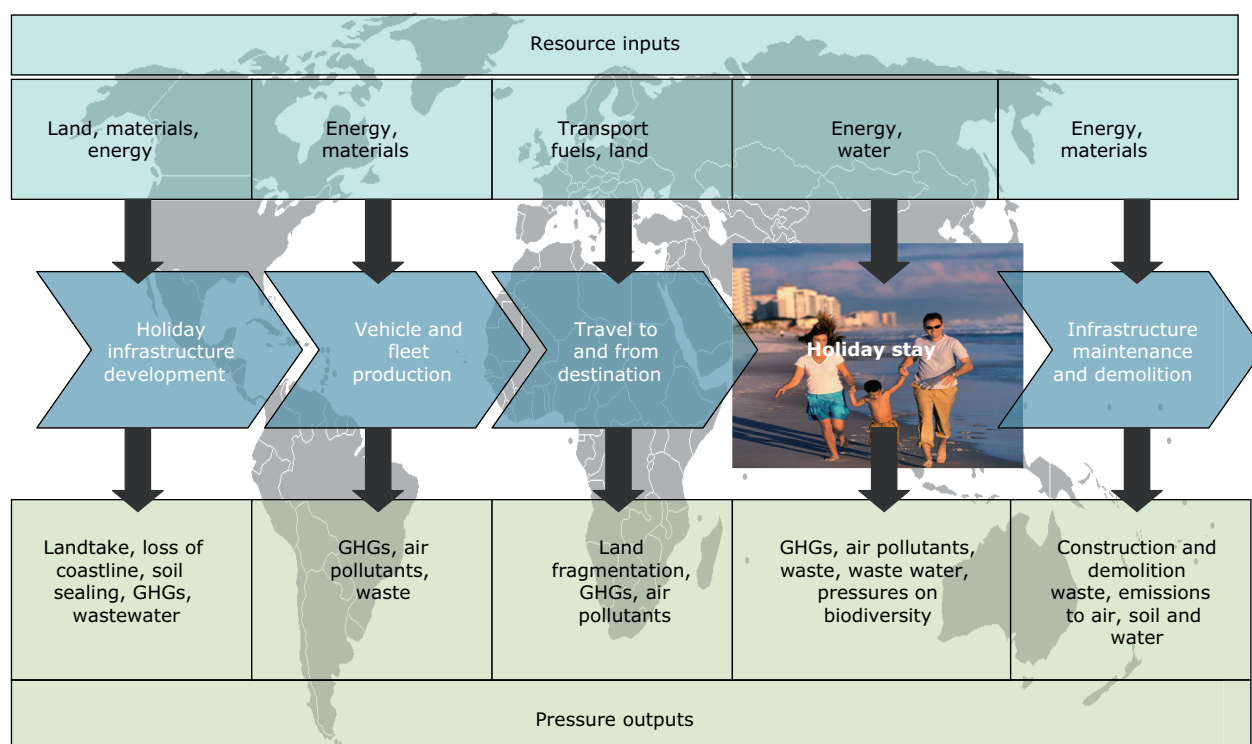 Resource inputs
Land, materials,
energy
Energy,
materials
Transport
fuels, land
Energy,
water
Energy,
materials
Holiday
infrastructure
development
Vehicle and
fleet
production
Travel to
and from
destination
Holiday stay
Infrastructure
maintenance
and demolition
Landtake, loss of
coastline, soil
sealing, GHGs,
wastewater
GHGs, air
pollutants,
waste
Land
fragmentation,
GHGs, air
pollutants
GHGs, air pollutants,
waste, waste water,
pressures on
biodiversity
Construction and
demolition
waste, emissions
to air, soil and
water
Pressure outputs